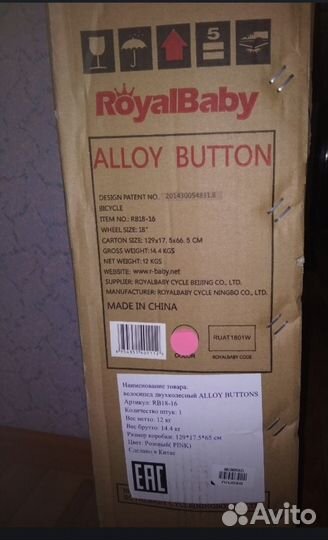 5
RoyalBaby
ALLOY BUTTON
DESIGN PATENT NO.
BICYCLE
ITEM NO.: RB18-16
WHEEL SIZE: 18"
CARTON SIZE: 129x17. 5x66. 5 CM
GROSS WEIGHT: 14.4 KGS
NET WEIGHT: 12 KGS
WEBSITE: www.r-baby.net
SUPPLIER: ROYALBABY CYCLE BEIJING CO., LTD.
MANUFACTURER: ROYALBABY CYCLE NINGBO CO., LTD.
MADE IN CHINA
RUAT1801W
COLOR
ROYALBABY CODE
Наименование товара:
велосипед двухколесный ALLOY BUTTONS
Артикул: RB18-16
Количество штук: 1
Вес нетто: 12 кг
Вес брутто: 14.4 кг
Размер коробки: 129*17.5*65 см
Цвет: Розовый( PINK)
Сделано в Китае
EAC
Avito